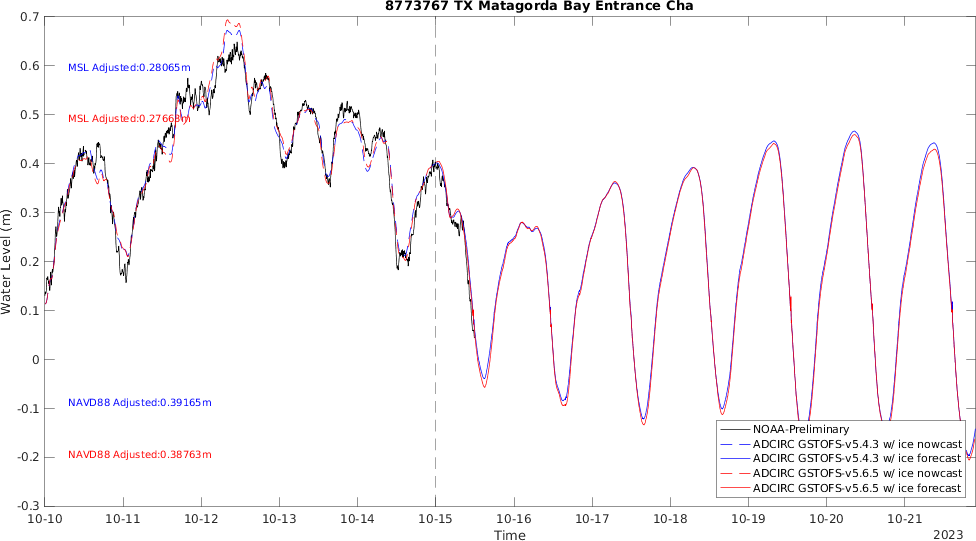 8773767 TX Matagorda Bay Entrance Cha
0.7
0.6
0.5
0.4
0.3
0.2
0.1
0
-0.1
-0.2
-0.3
Water Level (m)
MSL Adjusted:0.28065m
MSL Adjusted:0.27663m
NAVD88 Adjusted:0.39165m
NAVD88 Adjusted:0.38763m
NOAA-Preliminary
ADCIRC GSTOFS-v5.4.3 w/ ice nowcast
ADCIRC GSTOFS-v5.4.3 w/ ice forecast
ADCIRC GSTOFS-v5.6.5 w/ ice nowcast
ADCIRC GSTOFS-v5.6.5 w/ ice forecast
10-10 10-11 10-12 10-13 10-14 10-15 10-16 10-17 10-18 10-19 10-20 10-21
Time
2023